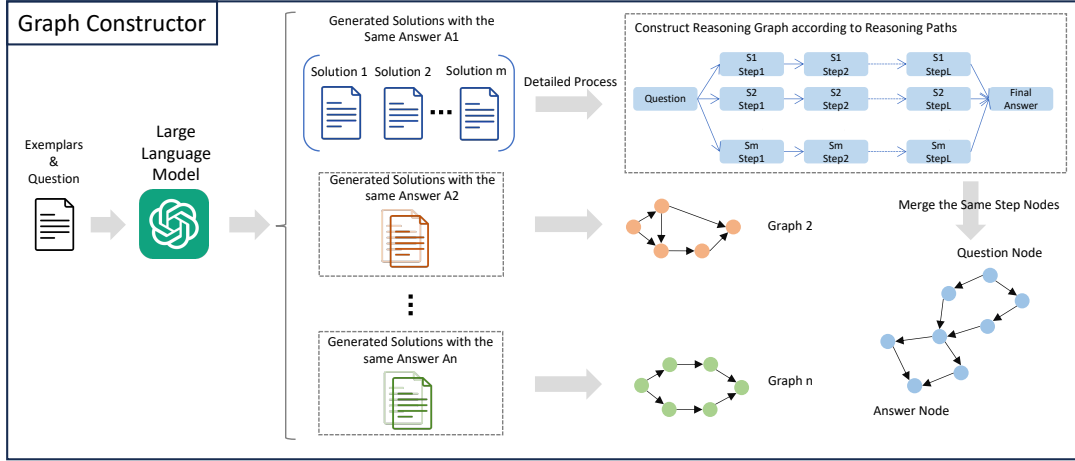 Graph Constructor
Exemplars
&
Question
Large
Language
Model
Generated Solutions with the
Same Answer A1
Solution 1
Solution 2
...
Solution m
Generated Solutions with the
same Answer A2
Generated Solutions with the
same Answer An
Detailed Process
Construct Reasoning Graph according to Reasoning Paths
Question
S1
Step1
S1
Step2
S1
StepL
S2
Step1
S2
Step2
S2
StepL
Sm
Step1
Sm
Step2
Sm
StepL
Final
Answer
Merge the Same Step Nodes
Graph 2
Question Node
Graph n
Answer Node